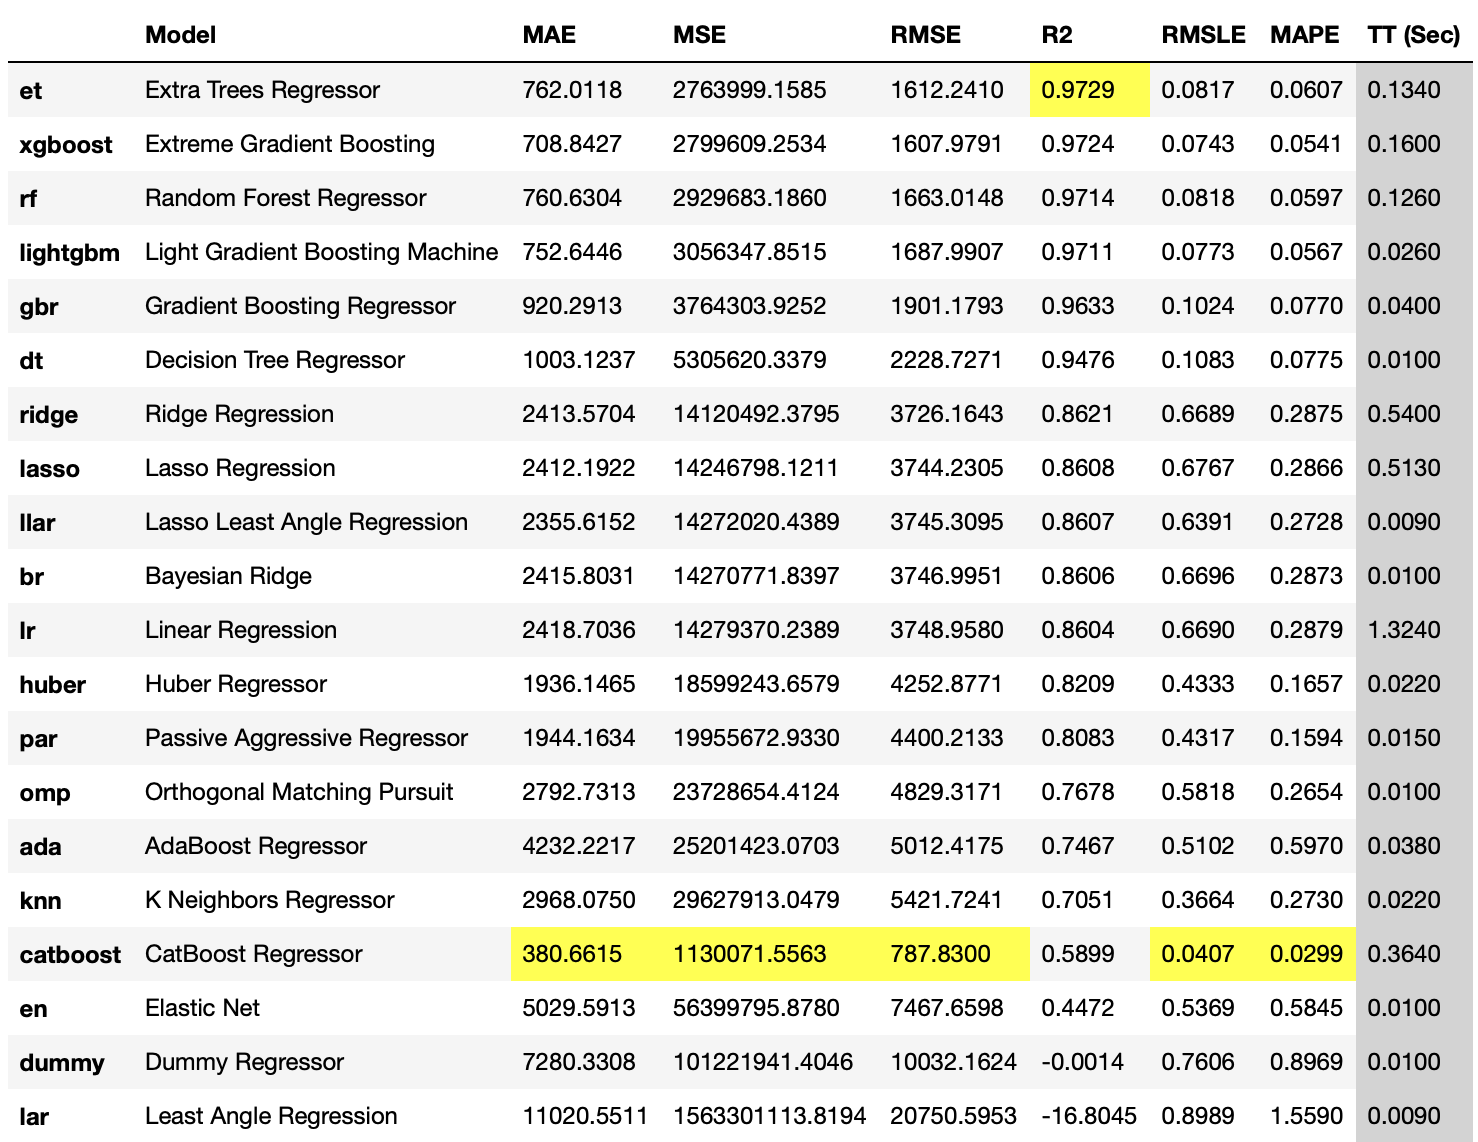 Model MAE MSE RMSE R2 RMSLE MAPE TT (Sec)
et Extra Trees Regressor 762.0118 2763999.1585 1612.2410 0.9729 0.0817 0.0607 0.1340
xgboost Extreme Gradient Boosting 708.8427 2799609.2534 1607.9791 0.9724 0.0743 0.0541 0.1600
rf Random Forest Regressor 760.6304 2929683.1860 1663.0148 0.9714 0.0818 0.0597 0.1260
lightgbm Light Gradient Boosting Machine 752.6446 3056347.8515 1687.9907 0.9711 0.0773 0.0567 0.0260
gbr Gradient Boosting Regressor 920.2913 3764303.9252 1901.1793 0.9633 0.1024 0.0770 0.0400
dt Decision Tree Regressor 1003.1237 5305620.3379 2228.7271 0.9476 0.1083 0.0775 0.0100
ridge Ridge Regression 2413.5704 14120492.3795 3726.1643 0.8621 0.6689 0.2875 0.5400
lasso Lasso Regression 2412.1922 14246798.1211 3744.2305 0.8608 0.6767 0.2866 0.5130
llar Lasso Least Angle Regression 2355.6152 14272020.4389 3745.3095 0.8607 0.6391 0.2728 0.0090
br Bayesian Ridge 2415.8031 14270771.8397 3746.9951 0.8606 0.6696 0.2873 0.0100
lr Linear Regression 2418.7036 14279370.2389 3748.9580 0.8604 0.6690 0.2879 1.3240
huber Huber Regressor 1936.1465 18599243.6579 4252.8771 0.8209 0.4333 0.1657 0.0220
par Passive Aggressive Regressor 1944.1634 19955672.9330 4400.2133 0.8083 0.4317 0.1594 0.0150
omp Orthogonal Matching Pursuit 2792.7313 23728654.4124 4829.3171 0.7678 0.5818 0.2654 0.0100
ada AdaBoost Regressor 4232.2217 25201423.0703 5012.4175 0.7467 0.5102 0.5970 0.0380
knn K Neighbors Regressor 2968.0750 29627913.0479 5421.7241 0.7051 0.3664 0.2730 0.0220
catboost CatBoost Regressor 380.6615 1130071.5563 787.8300 0.5899 0.0407 0.0299 0.3640
en Elastic Net 5029.5913 56399795.8780 7467.6598 0.4472 0.5369 0.5845 0.0100
dummy Dummy Regressor 7280.3308 101221941.4046 10032.1624 -0.0014 0.7606 0.8969 0.0100
lar Least Angle Regression 11020.5511 1563301113.8194 20750.5953 -16.8045 0.8989 1.5590 0.0090